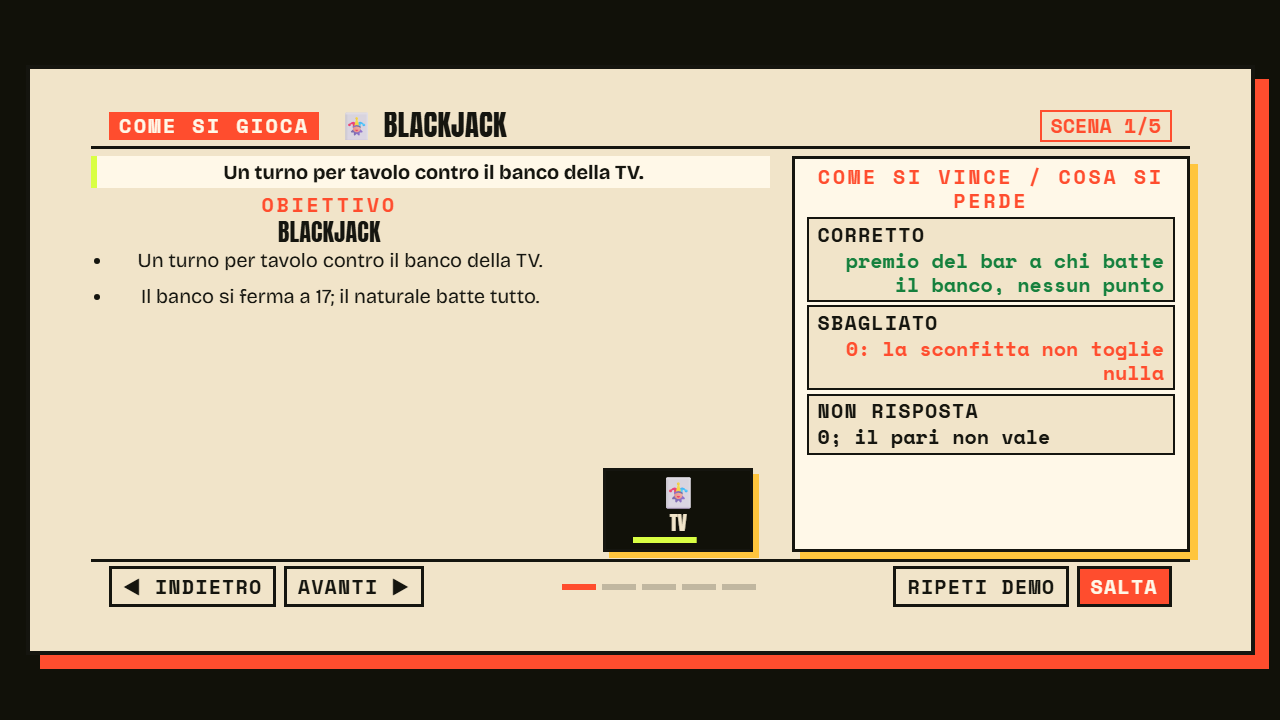 COME SI GIOCA
BLACKJACK
SCENA 1/5
Un turno per tavolo contro il banco della TV.
OBIETTIVO
BLACKJACK
• Un turno per tavolo contro il banco della TV.
• Il banco si ferma a 17; il naturale batte tutto.
TV
COME SI VINCE / COSA SI
PERDE
CORRETTO
premio del bar a chi batte
il banco, nessun punto
SBAGLIATO
0: la sconfitta non toglie
nulla
NON RISPOSTA
0; il pari non vale
◀ INDIETRO
AVANTI ▶
RIPETI DEMO
SALTA